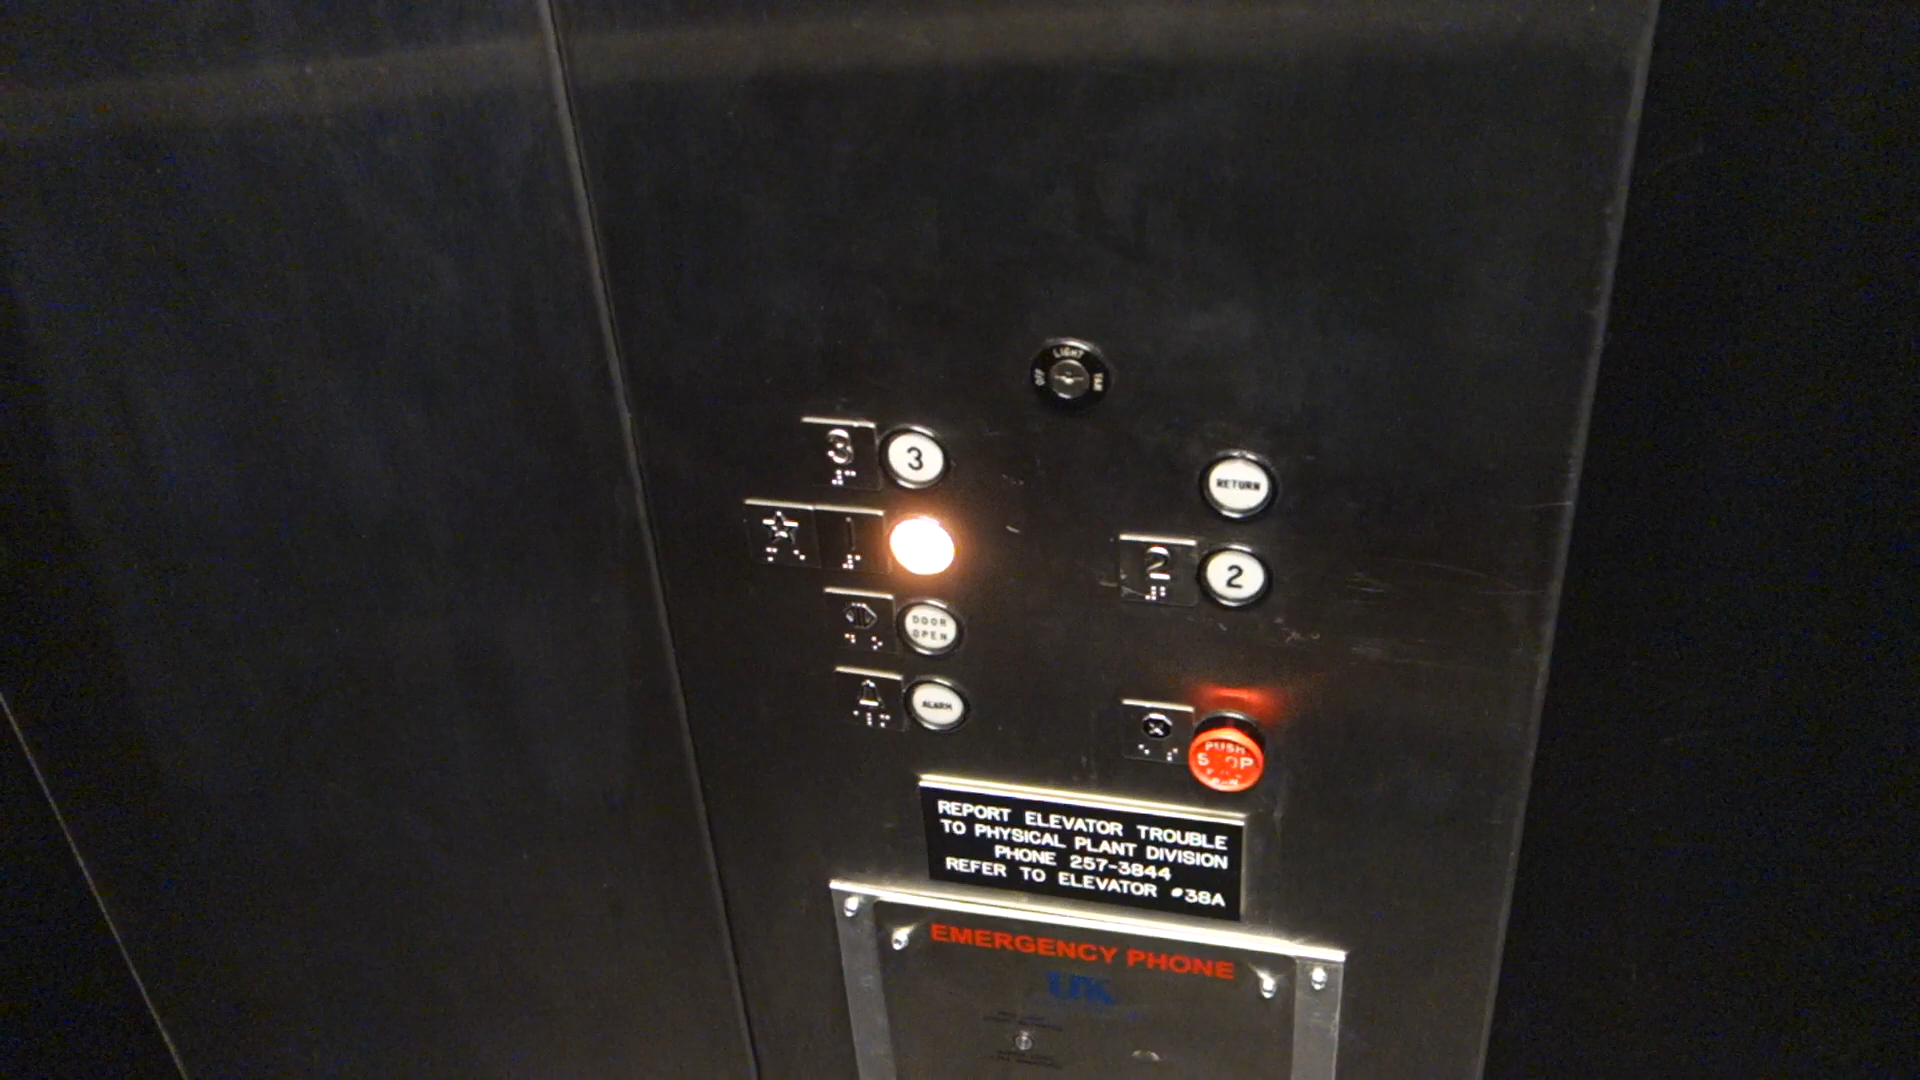 LIGHT
OFF FAN
3 3
RETURN
2 2
DOOR
OPEN
ALARM
PUSH
REPORT ELEVATOR TROUBLE
TO PHYSICAL PLANT DIVISION
PHONE 257-3844
REFER TO ELEVATOR #38A
EMERGENCY PHONE
UK